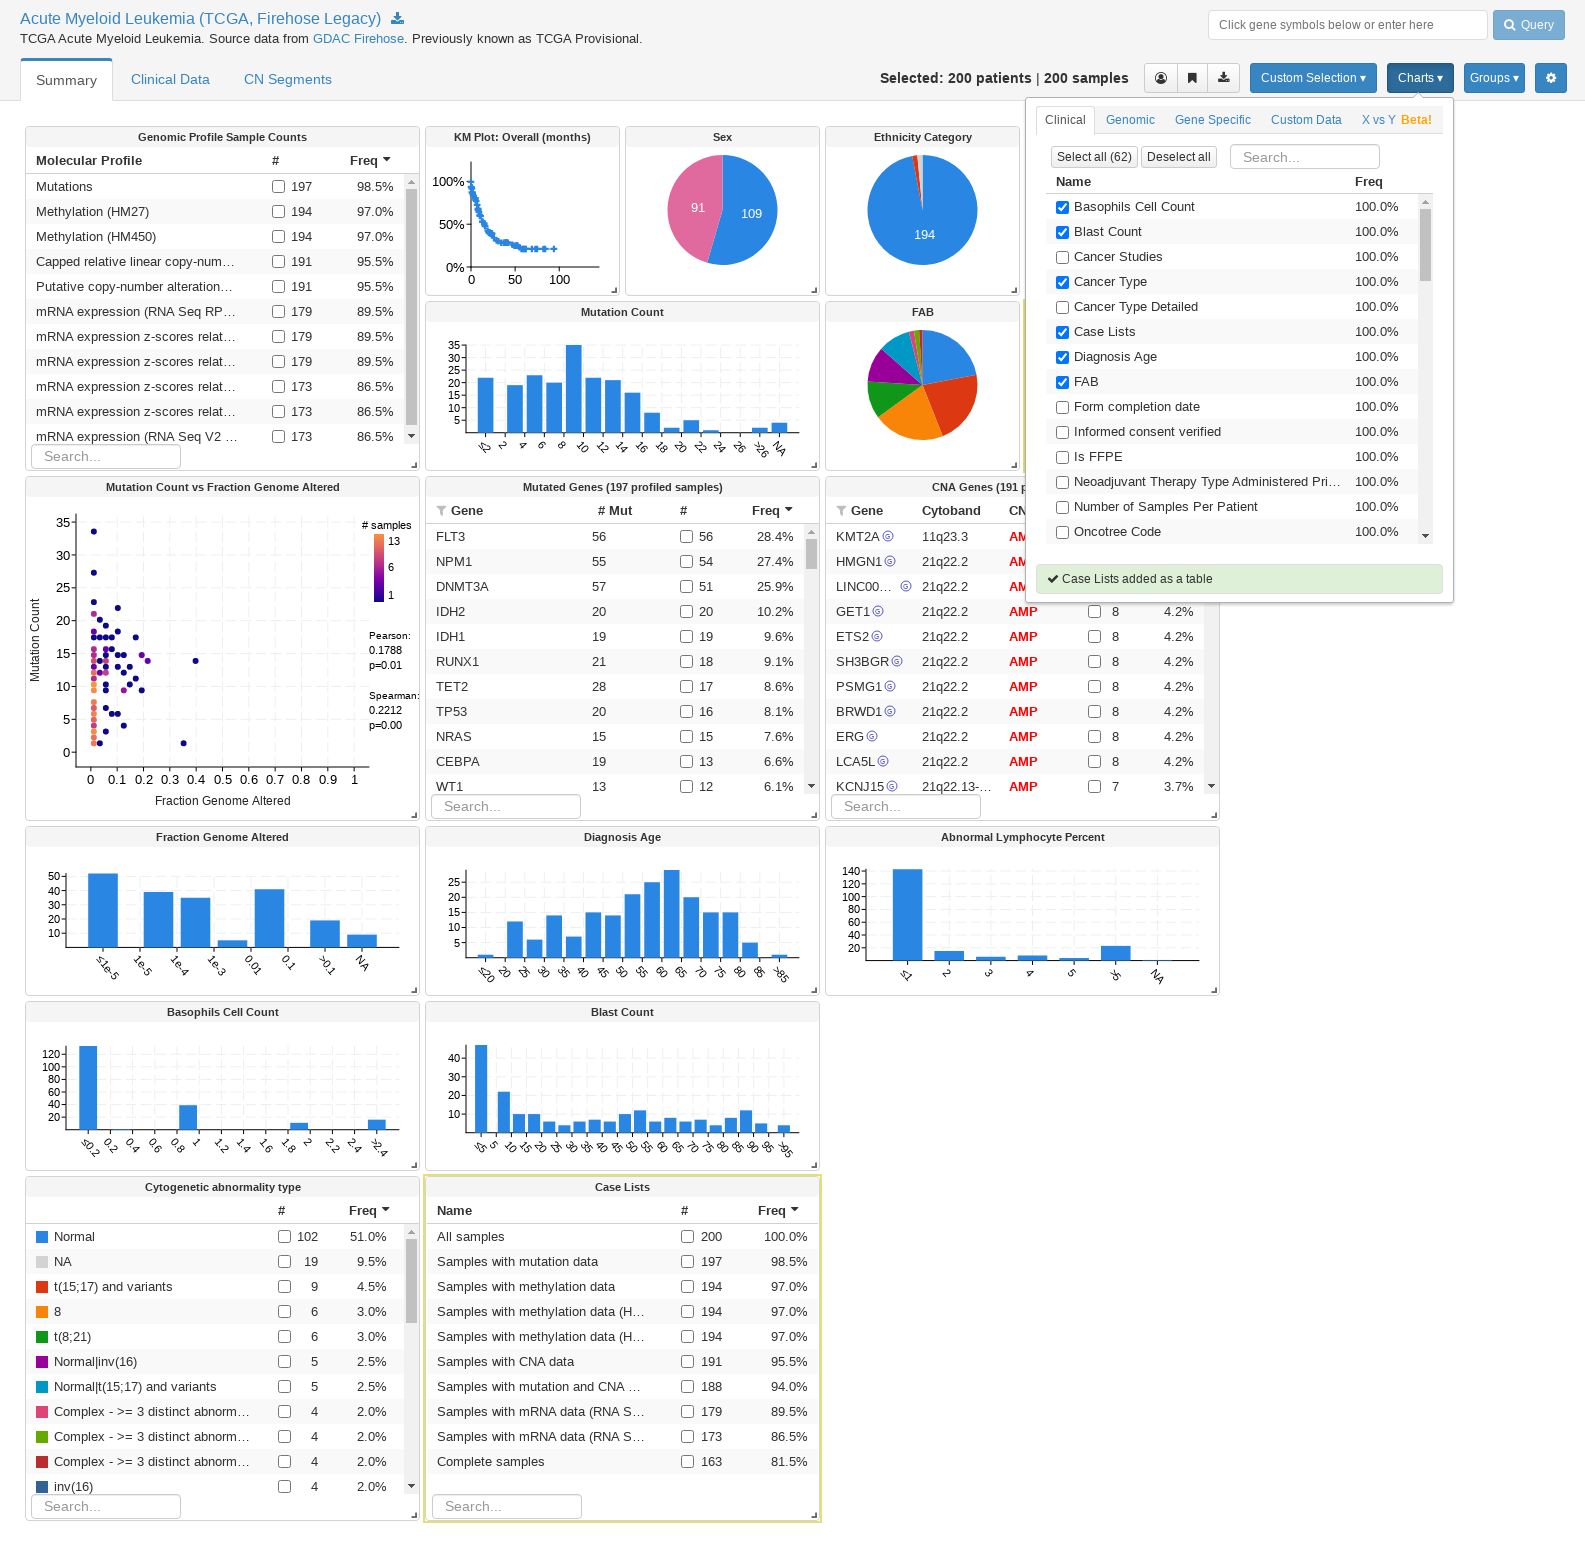 Acute Myeloid Leukemia (TCGA, Firehose Legacy)
TCGA Acute Myeloid Leukemia. Source data from GDAC Firehose. Previously known as TCGA Provisional.
Click gene symbols below or enter here
Query
Summary
Clinical Data
CN Segments
Selected: 200 patients | 200 samples
Custom Selection ▾
Charts ▾
Groups ▾
Clinical
Genomic
Gene Specific
Custom Data
X vs Y Beta!
Select all (62)
Deselect all
Search...
Name Freq
Basophils Cell Count 100.0%
Blast Count 100.0%
Cancer Studies 100.0%
Cancer Type 100.0%
Cancer Type Detailed 100.0%
Case Lists 100.0%
Diagnosis Age 100.0%
FAB 100.0%
Form completion date 100.0%
Informed consent verified 100.0%
Is FFPE 100.0%
Neoadjuvant Therapy Type Administered Pri... 100.0%
Number of Samples Per Patient 100.0%
Oncotree Code 100.0%
Case Lists added as a table
Genomic Profile Sample Counts
Molecular Profile # Freq
Mutations 197 98.5%
Methylation (HM27) 194 97.0%
Methylation (HM450) 194 97.0%
Capped relative linear copy-num... 191 95.5%
Putative copy-number alteration... 191 95.5%
mRNA expression (RNA Seq RP... 179 89.5%
mRNA expression z-scores relat... 179 89.5%
mRNA expression z-scores relat... 179 89.5%
mRNA expression z-scores relat... 173 86.5%
mRNA expression z-scores relat... 173 86.5%
mRNA expression (RNA Seq V2 ... 173 86.5%
Search...
KM Plot: Overall (months)
100%
50%
0%
0 50 100
Sex
91
109
Ethnicity Category
194
Mutation Count
35
30
25
20
15
10
5
≤2 2 4 6 8 10 12 14 16 18 20 22 24 26 >26 NA
FAB
Mutation Count vs Fraction Genome Altered
Mutation Count
35
30
25
20
15
10
5
0
0 0.1 0.2 0.3 0.4 0.5 0.6 0.7 0.8 0.9 1
Fraction Genome Altered
# samples
13
6
1
Pearson:
0.1788
p=0.01
Spearman:
0.2212
p=0.00
Mutated Genes (197 profiled samples)
Gene # Mut # Freq
FLT3 56 56 28.4%
NPM1 55 54 27.4%
DNMT3A 57 51 25.9%
IDH2 20 20 10.2%
IDH1 19 19 9.6%
RUNX1 21 18 9.1%
TET2 28 17 8.6%
TP53 20 16 8.1%
NRAS 15 15 7.6%
CEBPA 19 13 6.6%
WT1 13 12 6.1%
Search...
CNA Genes (191 p
Gene Cytoband CN
KMT2A G 11q23.3 AM
HMGN1 G 21q22.2 AM
LINC00... G 21q22.2 AM
GET1 G 21q22.2 AMP 8 4.2%
ETS2 G 21q22.2 AMP 8 4.2%
SH3BGR G 21q22.2 AMP 8 4.2%
PSMG1 G 21q22.2 AMP 8 4.2%
BRWD1 G 21q22.2 AMP 8 4.2%
ERG G 21q22.2 AMP 8 4.2%
LCA5L G 21q22.2 AMP 8 4.2%
KCNJ15 G 21q22.13-... AMP 7 3.7%
Search...
Fraction Genome Altered
50
40
30
20
10
≤1e-5 1e-5 1e-4 1e-3 0.01 0.1 >0.1 NA
Diagnosis Age
25
20
15
10
5
≤20 20 25 30 35 40 45 50 55 60 65 70 75 80 85 >85
Abnormal Lymphocyte Percent
140
120
100
80
60
40
20
≤1 2 3 4 5 >5 NA
Basophils Cell Count
120
100
80
60
40
20
≤0.2 0.2 0.4 0.6 0.8 1 1.2 1.4 1.6 1.8 2 2.2 2.4 >2.4
Blast Count
40
30
20
10
≤5 5 10 15 20 25 30 35 40 45 50 55 60 65 70 75 80 85 90 95 >95
Cytogenetic abnormality type
# Freq
Normal 102 51.0%
NA 19 9.5%
t(15;17) and variants 9 4.5%
8 6 3.0%
t(8;21) 6 3.0%
Normal|inv(16) 5 2.5%
Normal|t(15;17) and variants 5 2.5%
Complex - >= 3 distinct abnorm... 4 2.0%
Complex - >= 3 distinct abnorm... 4 2.0%
Complex - >= 3 distinct abnorm... 4 2.0%
inv(16) 4 2.0%
Search...
Case Lists
Name # Freq
All samples 200 100.0%
Samples with mutation data 197 98.5%
Samples with methylation data 194 97.0%
Samples with methylation data (H... 194 97.0%
Samples with methylation data (H... 194 97.0%
Samples with CNA data 191 95.5%
Samples with mutation and CNA ... 188 94.0%
Samples with mRNA data (RNA S... 179 89.5%
Samples with mRNA data (RNA S... 173 86.5%
Complete samples 163 81.5%
Search...